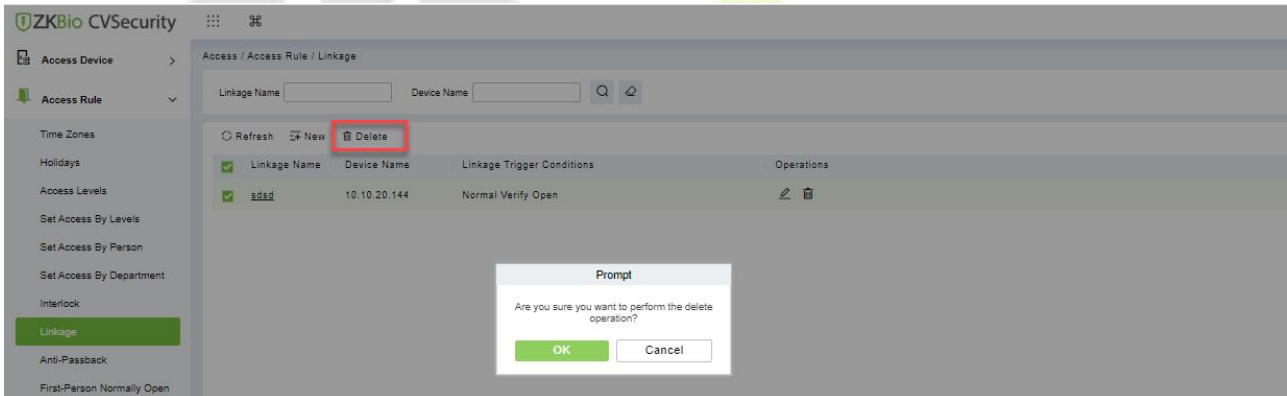 ZKBio CVSecurity
Access Device
Access / Access Rule / Linkage
Access Rule
Linkage Name
Device Name
Time Zones
Refresh New Delete
Holidays
Linkage Name Device Name Linkage Trigger Conditions Operations
Access Levels
sdsd 10.10.20.144 Normal Verify Open
Set Access By Levels
Set Access By Person
Set Access By Department
Interlock
Linkage
Anti-Passback
First-Person Normally Open
Prompt
Are you sure you want to perform the delete
operation?
OK Cancel